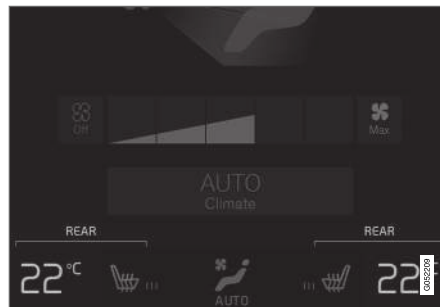 Off
Max
AUTO
Climate
REAR REAR
22°C 22°
AUTO
G052209